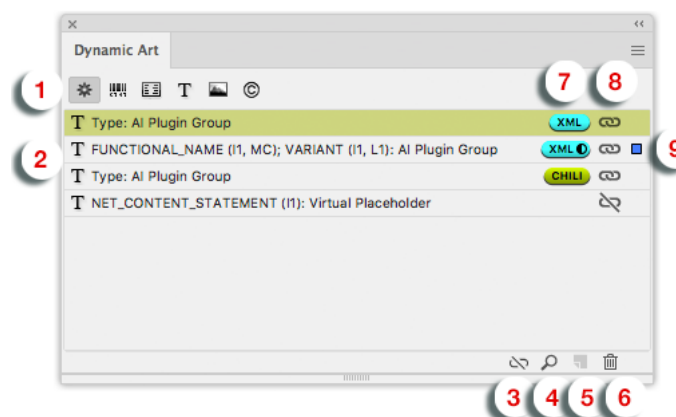 Dynamic Art
1
7
8
T
2
T Type: AI Plugin Group XML
T FUNCTIONAL_NAME (I1, MC); VARIANT (I1, L1): AI Plugin Group XML
9
T Type: AI Plugin Group CHILI
T NET_CONTENT_STATEMENT (I1): Virtual Placeholder
3
4
5
6